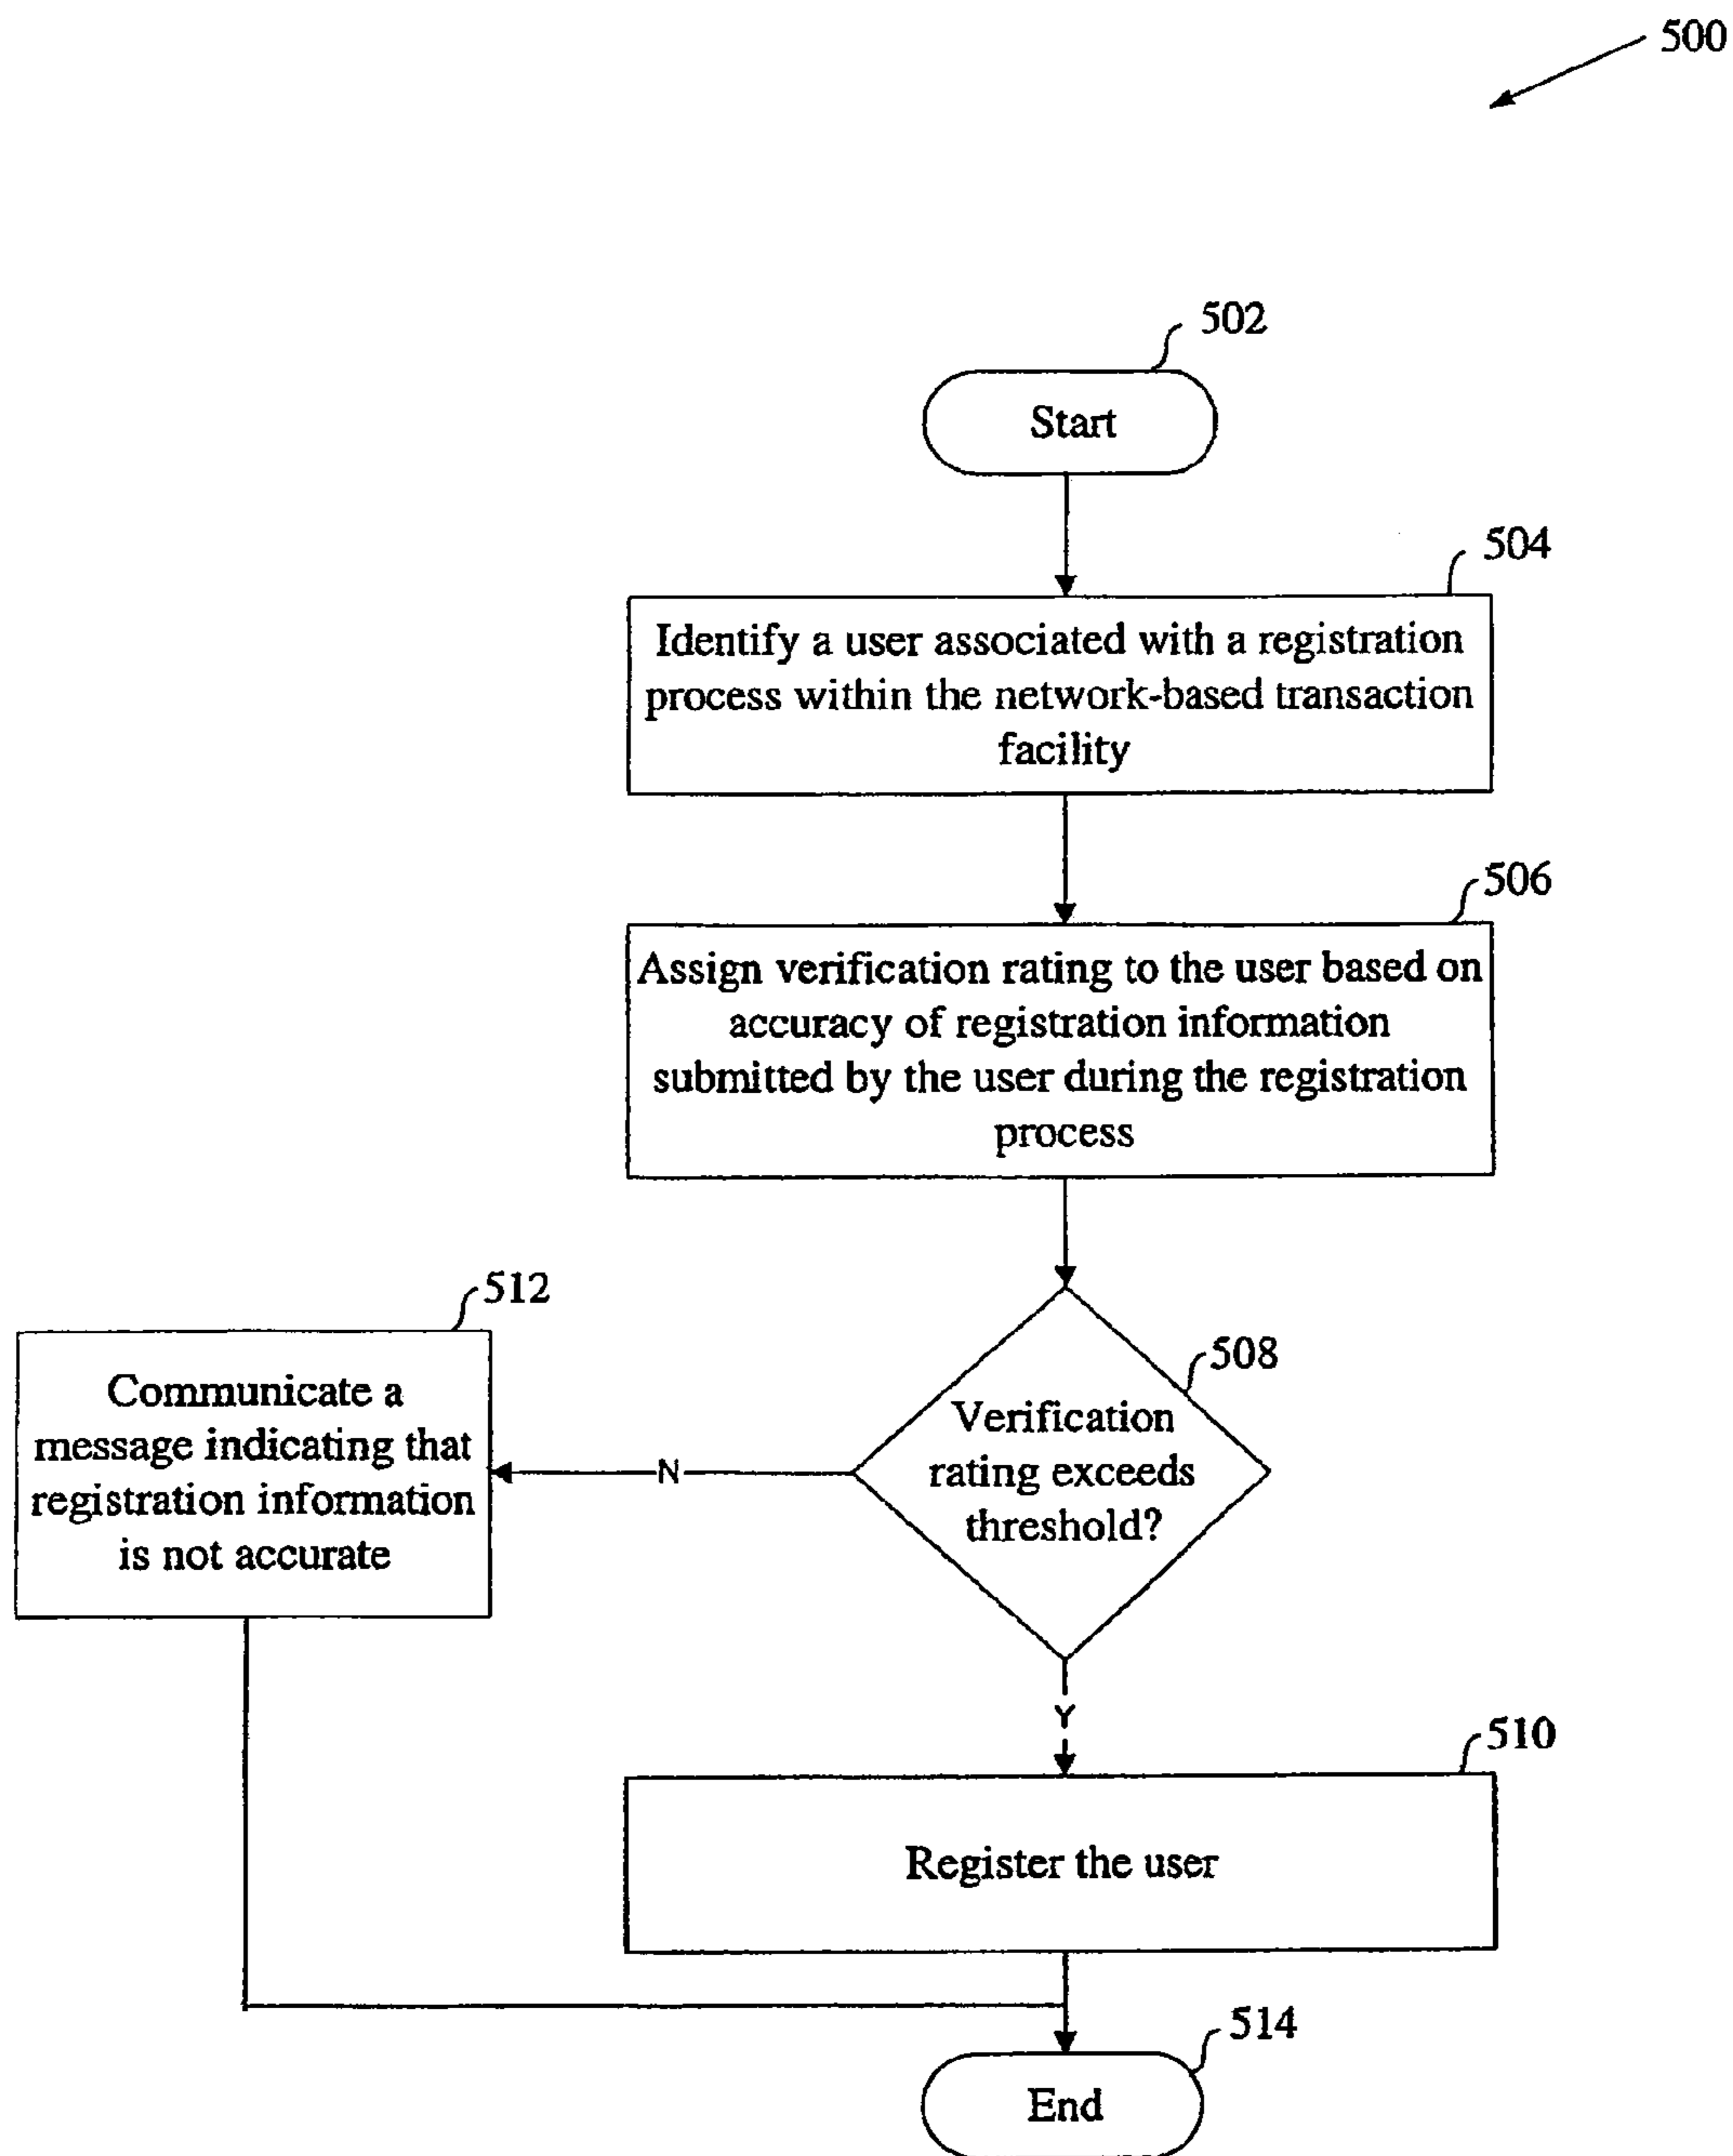 500
502
Start
504
Identify a user associated with a registration
process within the network-based transaction
facility
506
Assign verification rating to the user based on
accuracy of registration information
submitted by the user during the registration
process
512
Communicate a
message indicating that
registration information
is not accurate
508
Verification
rating exceeds
threshold?
N
Y
510
Register the user
514
End